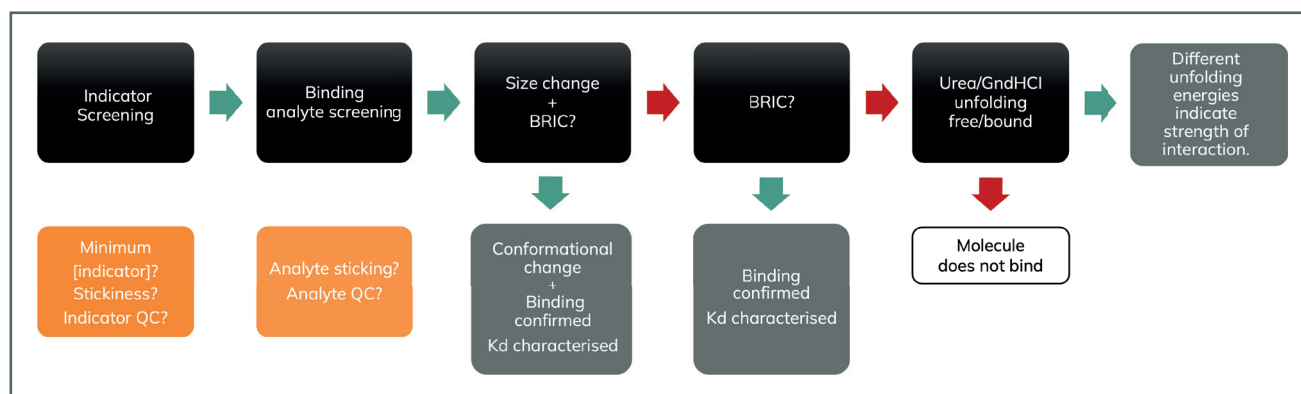 Indicator
Screening
Binding
analyte screening
Size change
+
BRIC?
BRIC?
Urea/GndHCl
unfolding
free/bound
Different
unfolding
energies
indicate
strength of
interaction.
Minimum
[indicator]?
Stickiness?
Indicator QC?
Analyte sticking?
Analyte QC?
Conformational
change
+
Binding
confirmed
Kd characterised
Binding
confirmed
Kd characterised
Molecule
does not bind